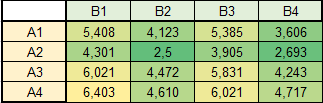 B1 B2 B3 B4
A1 5,408 4,123 5,385 3,606
A2 4,301 2,5 3,905 2,693
A3 6,021 4,472 5,831 4,243
A4 6,403 4,610 6,021 4,717